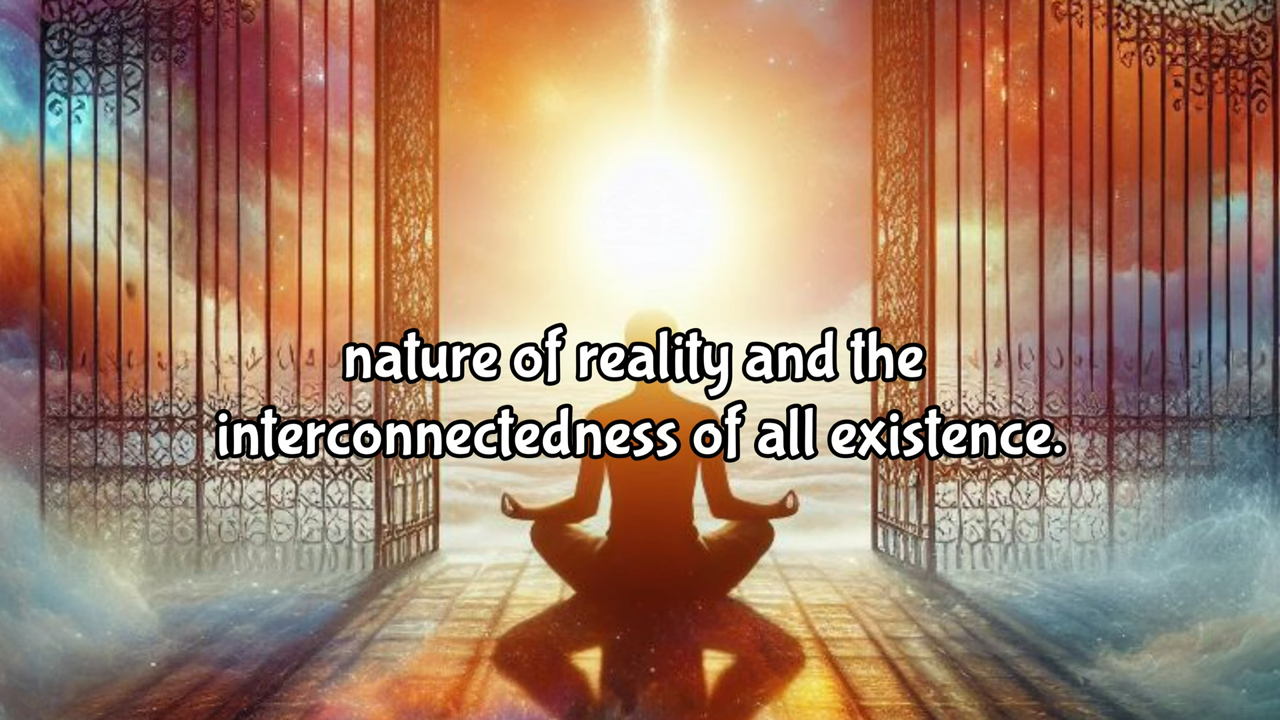 nature of reality and the
interconnectedness of all existence.